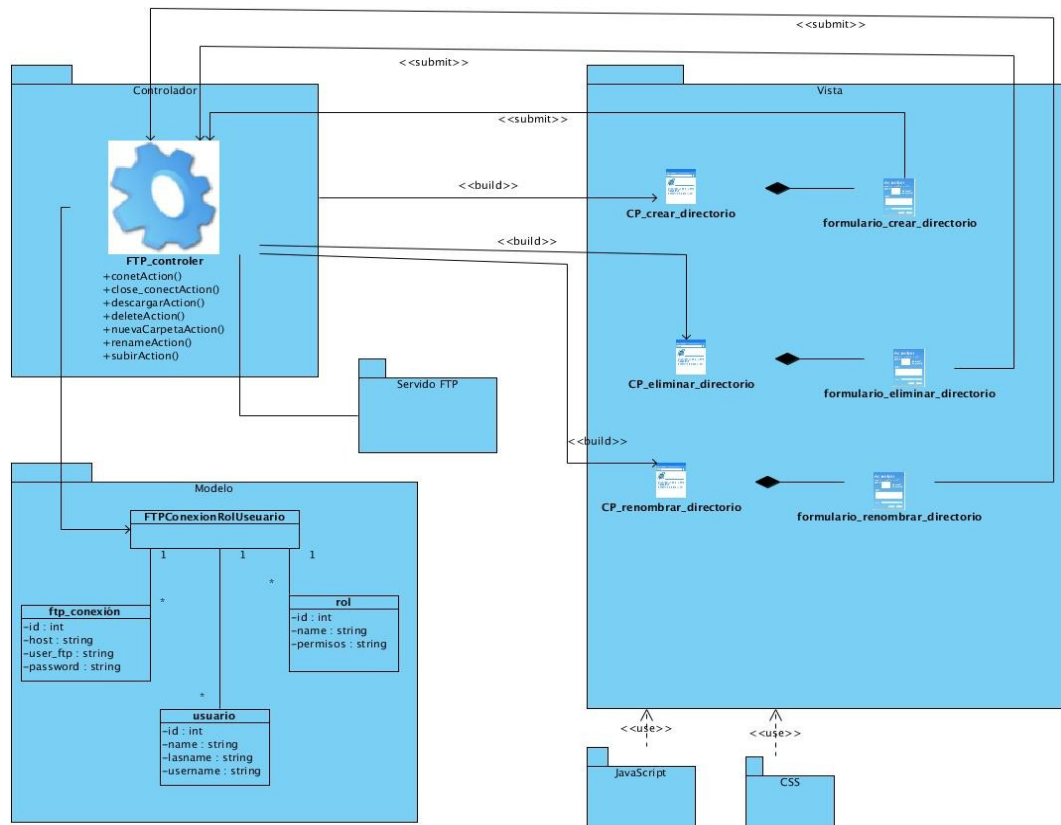 <<submit>>
<<submit>>
<<submit>>
Controlador
FTP_controler
+conetAction()
+close_conectAction()
+descargarAction()
+deleteAction()
+nuevaCarpetaAction()
+renameAction()
+subirAction()
Vista
<<build>>
CP_crear_directorio
formulario_crear_directorio
<<build>>
CP_eliminar_directorio
formulario_eliminar_directorio
<<build>>
CP_renombrar_directorio
formulario_renombrar_directorio
Servido FTP
Modelo
FTPConexionRolUseuario
1
1
1
*
*
*
ftp_conexión
-id : int
-host : string
-user_ftp : string
-password : string
rol
-id : int
-name : string
-permisos : string
usuario
-id : int
-name : string
-lasname : string
-username : string
<<use>>
<<use>>
JavaScript
CSS